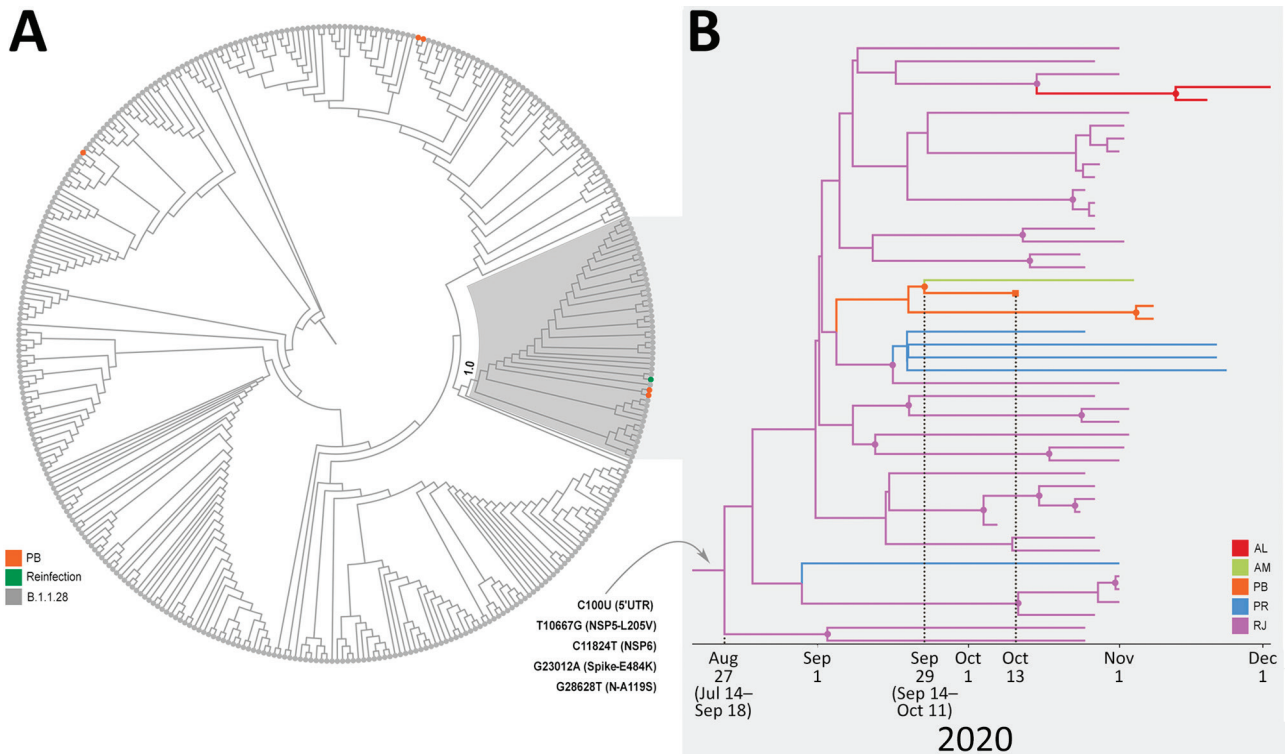 A
1.0
PB
Reinfection
B.1.1.28
C100U (5'UTR)
T10667G (NSP5-L205V)
C11824T (NSP6)
G23012A (Spike-E484K)
G28628T (N-A119S)
B
AL
AM
PB
PR
RJ
Aug Sep Sep Oct Oct Nov Dec
27 1 29 1 13 1 1
(Jul 14– (Sep 14–
Sep 18) Oct 11)
2020